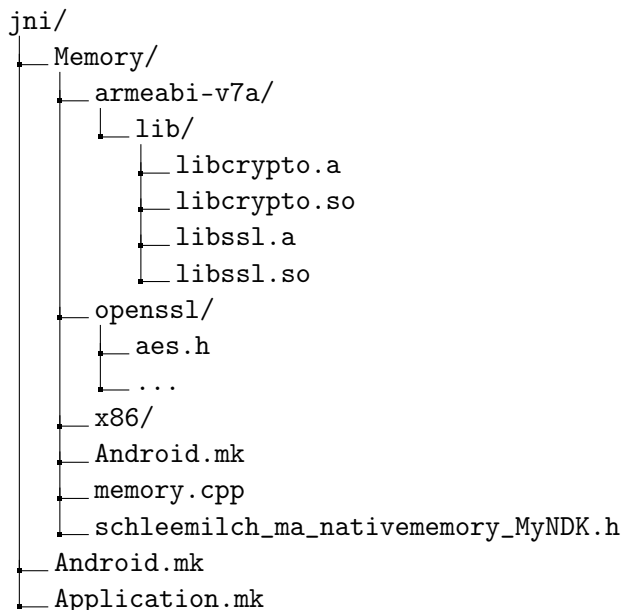 jni/
Memory/
armeabi-v7a/
lib/
libcrypto.a
libcrypto.so
libssl.a
libssl.so
openssl/
aes.h
...
x86/
Android.mk
memory.cpp
schleemilch_ma_nativememory_MyNDK.h
Android.mk
Application.mk